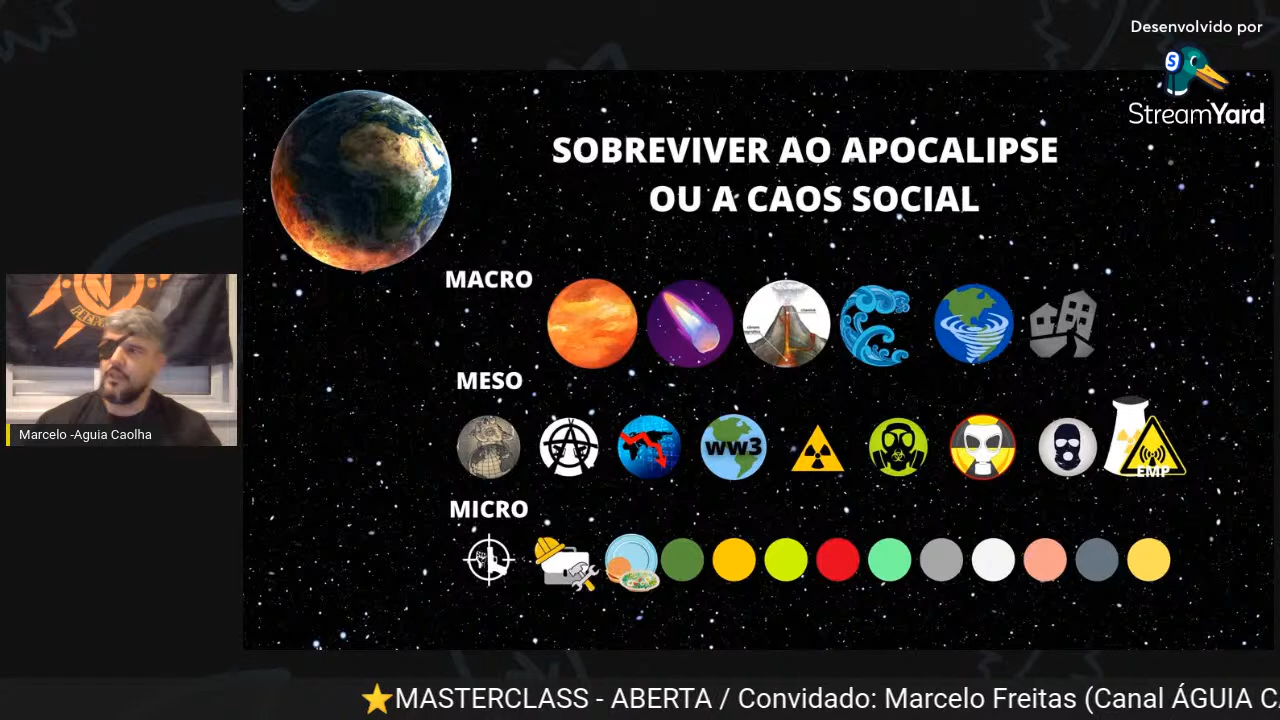 Desenvolvido por
StreamYard
SOBREVIVER AO APOCALIPSE
OU A CAOS SOCIAL
MACRO
MESO
WW3
EMP
MICRO
Marcelo -Aguia Caolha
⭐MASTERCLASS - ABERTA / Convidado: Marcelo Freitas (Canal ÁGUIA C